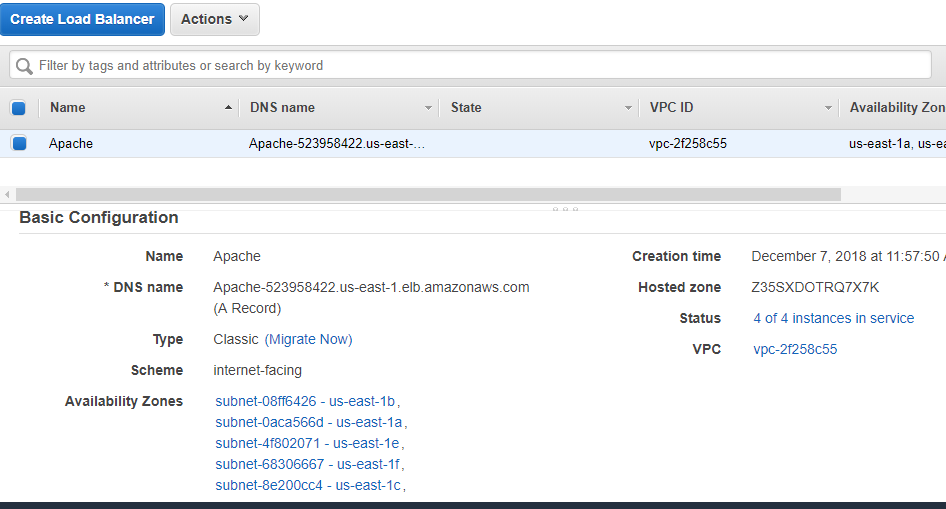 Create Load Balancer Actions
Filter by tags and attributes or search by keyword
Name DNS name State VPC ID Availability Zon
Apache Apache-523958422.us-east-... vpc-2f258c55 us-east-1a, us-ea
Basic Configuration
Name Apache
* DNS name Apache-523958422.us-east-1.elb.amazonaws.com
(A Record)
Type Classic (Migrate Now)
Scheme internet-facing
Availability Zones subnet-08ff6426 - us-east-1b,
subnet-0aca566d - us-east-1a,
subnet-4f802071 - us-east-1e,
subnet-68306667 - us-east-1f,
subnet-8e200cc4 - us-east-1c,
Creation time December 7, 2018 at 11:57:50 A
Hosted zone Z35SXDOTRQ7X7K
Status 4 of 4 instances in service
VPC vpc-2f258c55